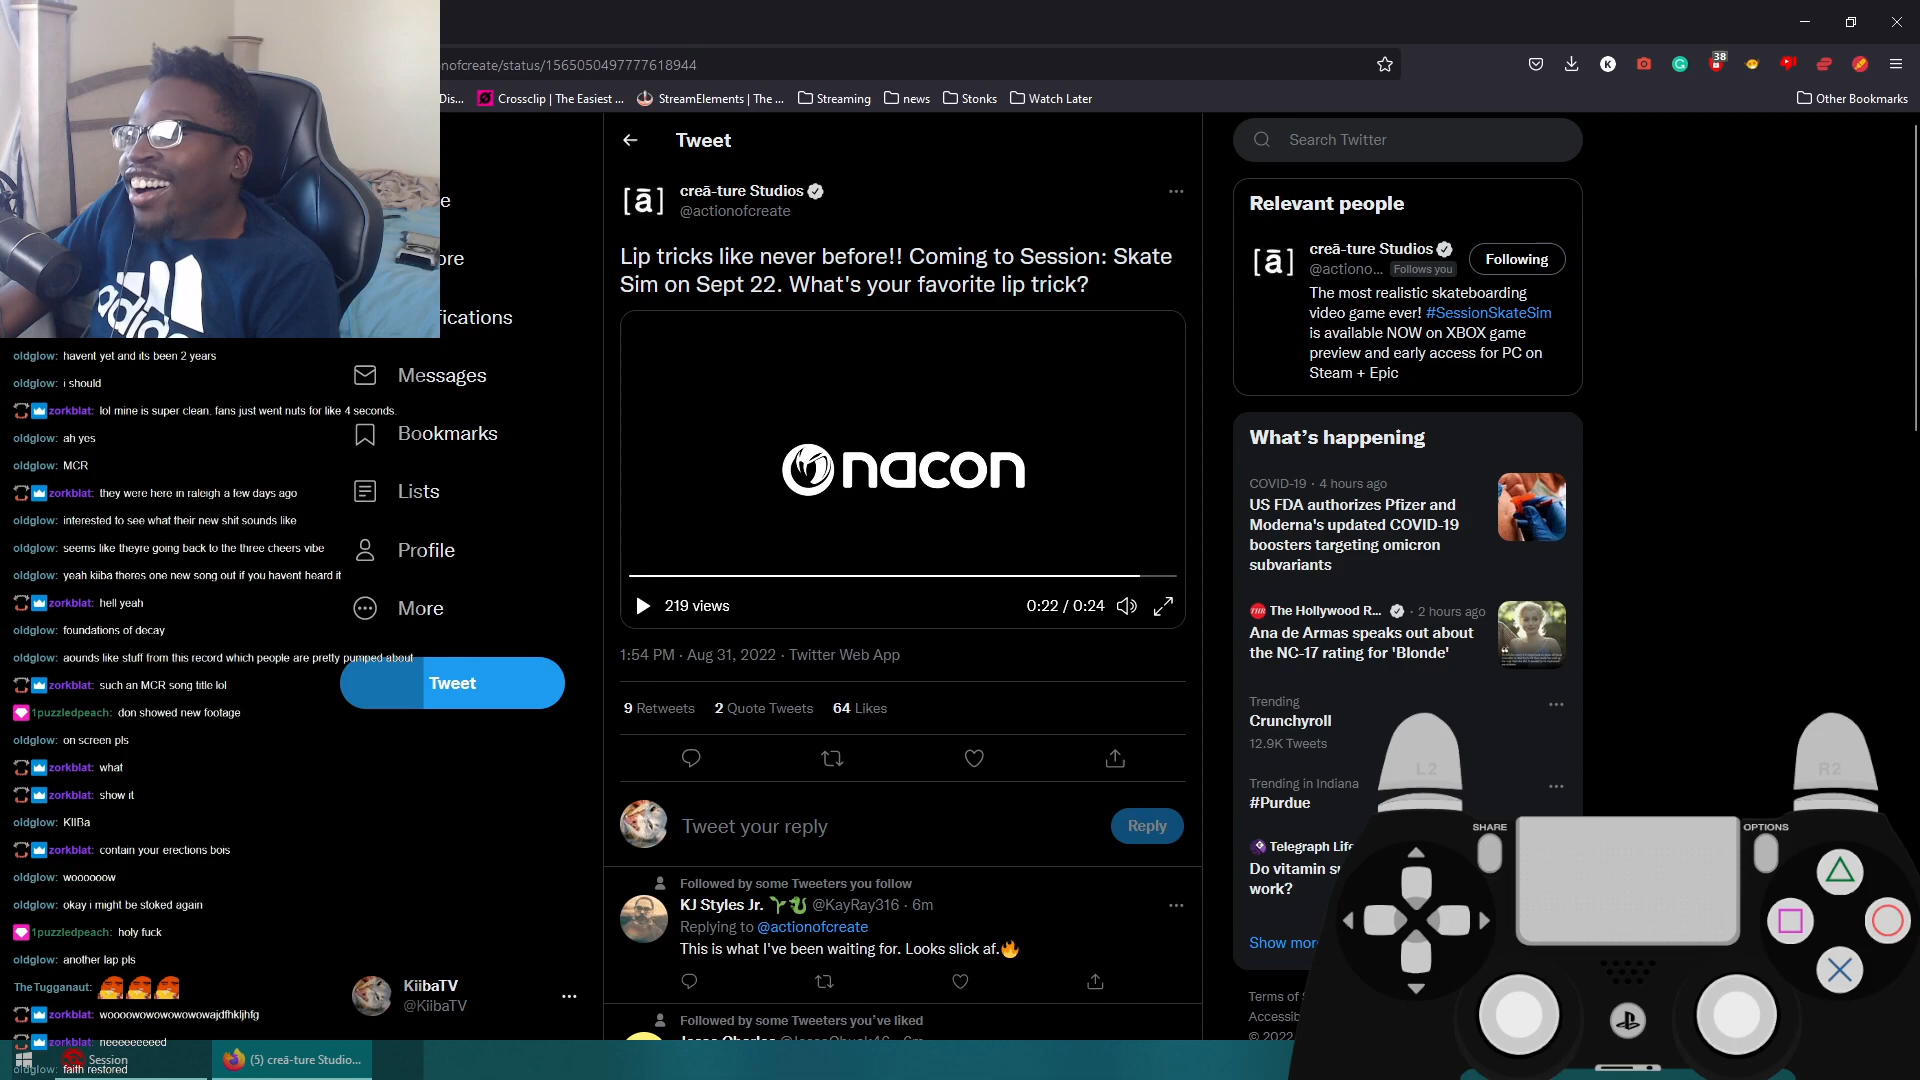 nofcreate/status/1565050497777618944
38
Dis...
Crossclip | The Easiest ...
StreamElements | The ...
Streaming
news
Stonks
Watch Later
Other Bookmarks
adidas
ore
ifications
Messages
Bookmarks
Lists
Profile
More
Tweet
KiibaTV
@KiibaTV
oldglow: havent yet and its been 2 years
oldglow: i should
zorkblat: lol mine is super clean. fans just went nuts for like 4 seconds.
oldglow: ah yes
oldglow: MCR
zorkblat: they were here in raleigh a few days ago
oldglow: interested to see what their new shit sounds like
oldglow: seems like theyre going back to the three cheers vibe
oldglow: yeah kiiba theres one new song out if you havent heard it
zorkblat: hell yeah
oldglow: foundations of decay
oldglow: aounds like stuff from this record which people are pretty pumped about
zorkblat: such an MCR song title lol
1puzzledpeach: don showed new footage
oldglow: on screen pls
zorkblat: what
zorkblat: show it
oldglow: KIIBa
zorkblat: contain your erections bois
oldglow: woooooow
oldglow: okay i might be stoked again
1puzzledpeach: holy fuck
oldglow: another lap pls
TheTugganaut:
zorkblat: woooowowowowowowajdfhkljhfg
zorkblat: heeeeeeeeed
oldglow: faith restored
Tweet
[ā] creā-ture Studios
@actionofcreate
Lip tricks like never before!! Coming to Session: Skate
Sim on Sept 22. What's your favorite lip trick?
nacon
219 views
0:22 / 0:24
1:54 PM · Aug 31, 2022 · Twitter Web App
9 Retweets 2 Quote Tweets 64 Likes
Tweet your reply
Reply
Followed by some Tweeters you follow
KJ Styles Jr. @KayRay316 · 6m
Replying to @actionofcreate
This is what I've been waiting for. Looks slick af.🔥
Followed by some Tweeters you've liked
Search Twitter
Relevant people
[ā] creā-ture Studios
@actiono... Follows you
Following
The most realistic skateboarding
video game ever! #SessionSkateSim
is available NOW on XBOX game
preview and early access for PC on
Steam + Epic
What's happening
COVID-19 · 4 hours ago
US FDA authorizes Pfizer and
Moderna's updated COVID-19
boosters targeting omicron
subvariants
The Hollywood R... · 2 hours ago
Ana de Armas speaks out about
the NC-17 rating for 'Blonde'
Trending
Crunchyroll
12.9K Tweets
Trending in Indiana
#Purdue
Telegraph Life
Do vitamin
work?
Show mor
Terms of
Accessib
© 2022
L2
R2
SHARE
OPTIONS
Session
(5) creā-ture Studio...